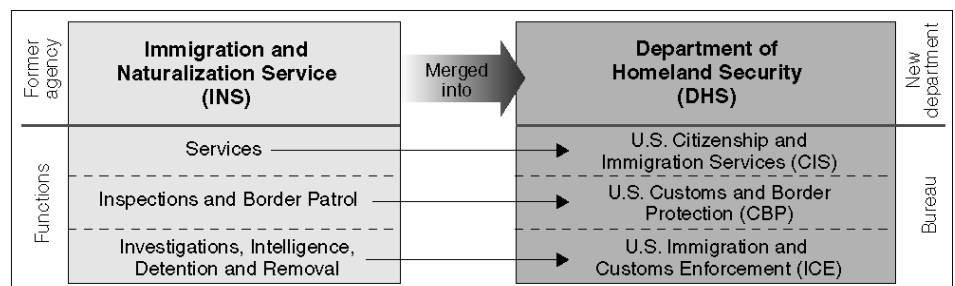 Former
agency
Immigration and
Naturalization Service
(INS)
Merged
into
Department of
Homeland Security
(DHS)
New
department
Functions
Services
U.S. Citizenship and
Immigration Services (CIS)
Inspections and Border Patrol
U.S. Customs and Border
Protection (CBP)
Investigations, Intelligence,
Detention and Removal
U.S. Immigration and
Customs Enforcement (ICE)
Bureau